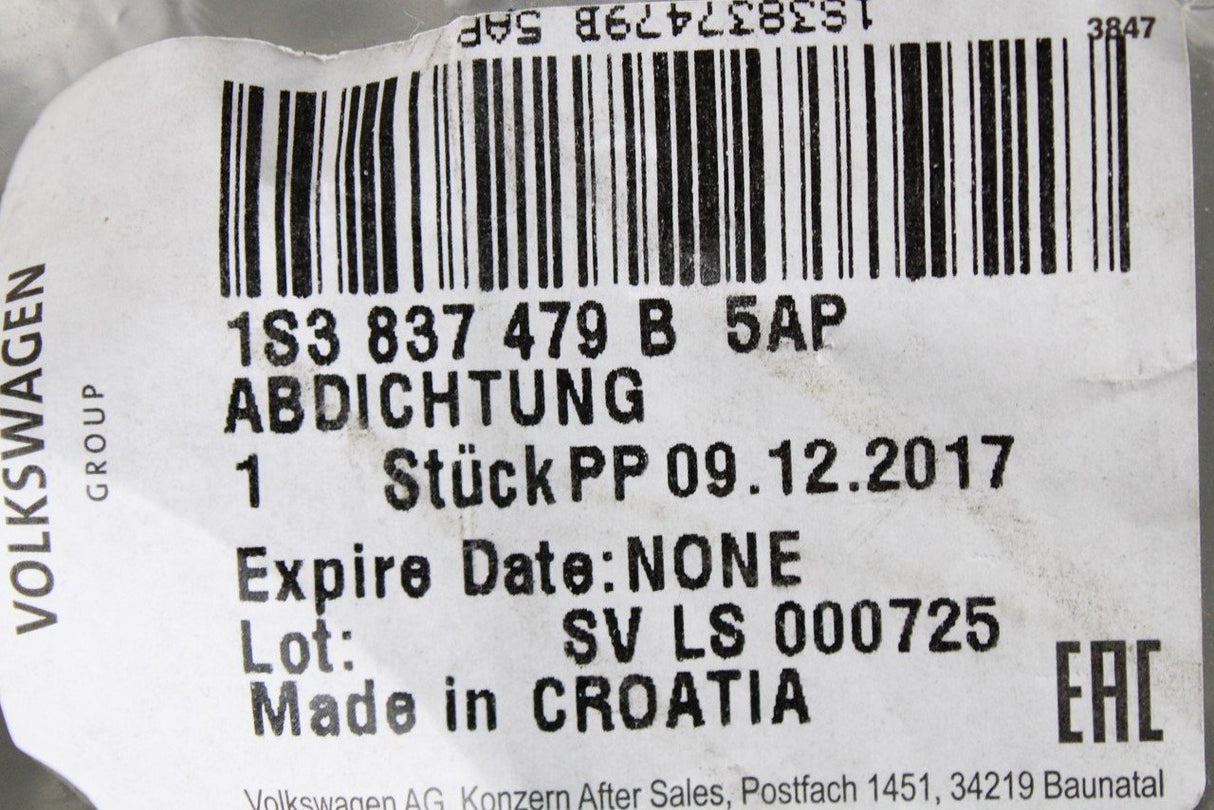 1S3837479B 5AP
3847
1S3 837 479 B 5AP
ABDICHTUNG
1 Stück PP 09.12.2017
Expire Date: NONE
Lot: SV LS 000725
Made in CROATIA
EAC
Volkswagen AG, Konzern After Sales, Postfach 1451, 34219 Baunatal
VOLKSWAGEN
GROUP